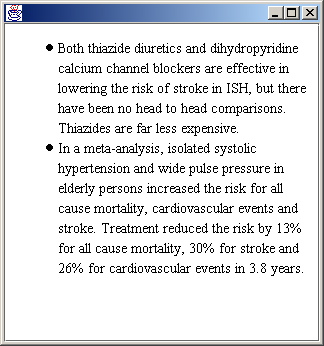 ● Both thiazide diuretics and dihydropyridine
calcium channel blockers are effective in
lowering the risk of stroke in ISH, but there
have been no head to head comparisons.
Thiazides are far less expensive.
● In a meta-analysis, isolated systolic
hypertension and wide pulse pressure in
elderly persons increased the risk for all
cause mortality, cardiovascular events and
stroke. Treatment reduced the risk by 13%
for all cause mortality, 30% for stroke and
26% for cardiovascular events in 3.8 years.